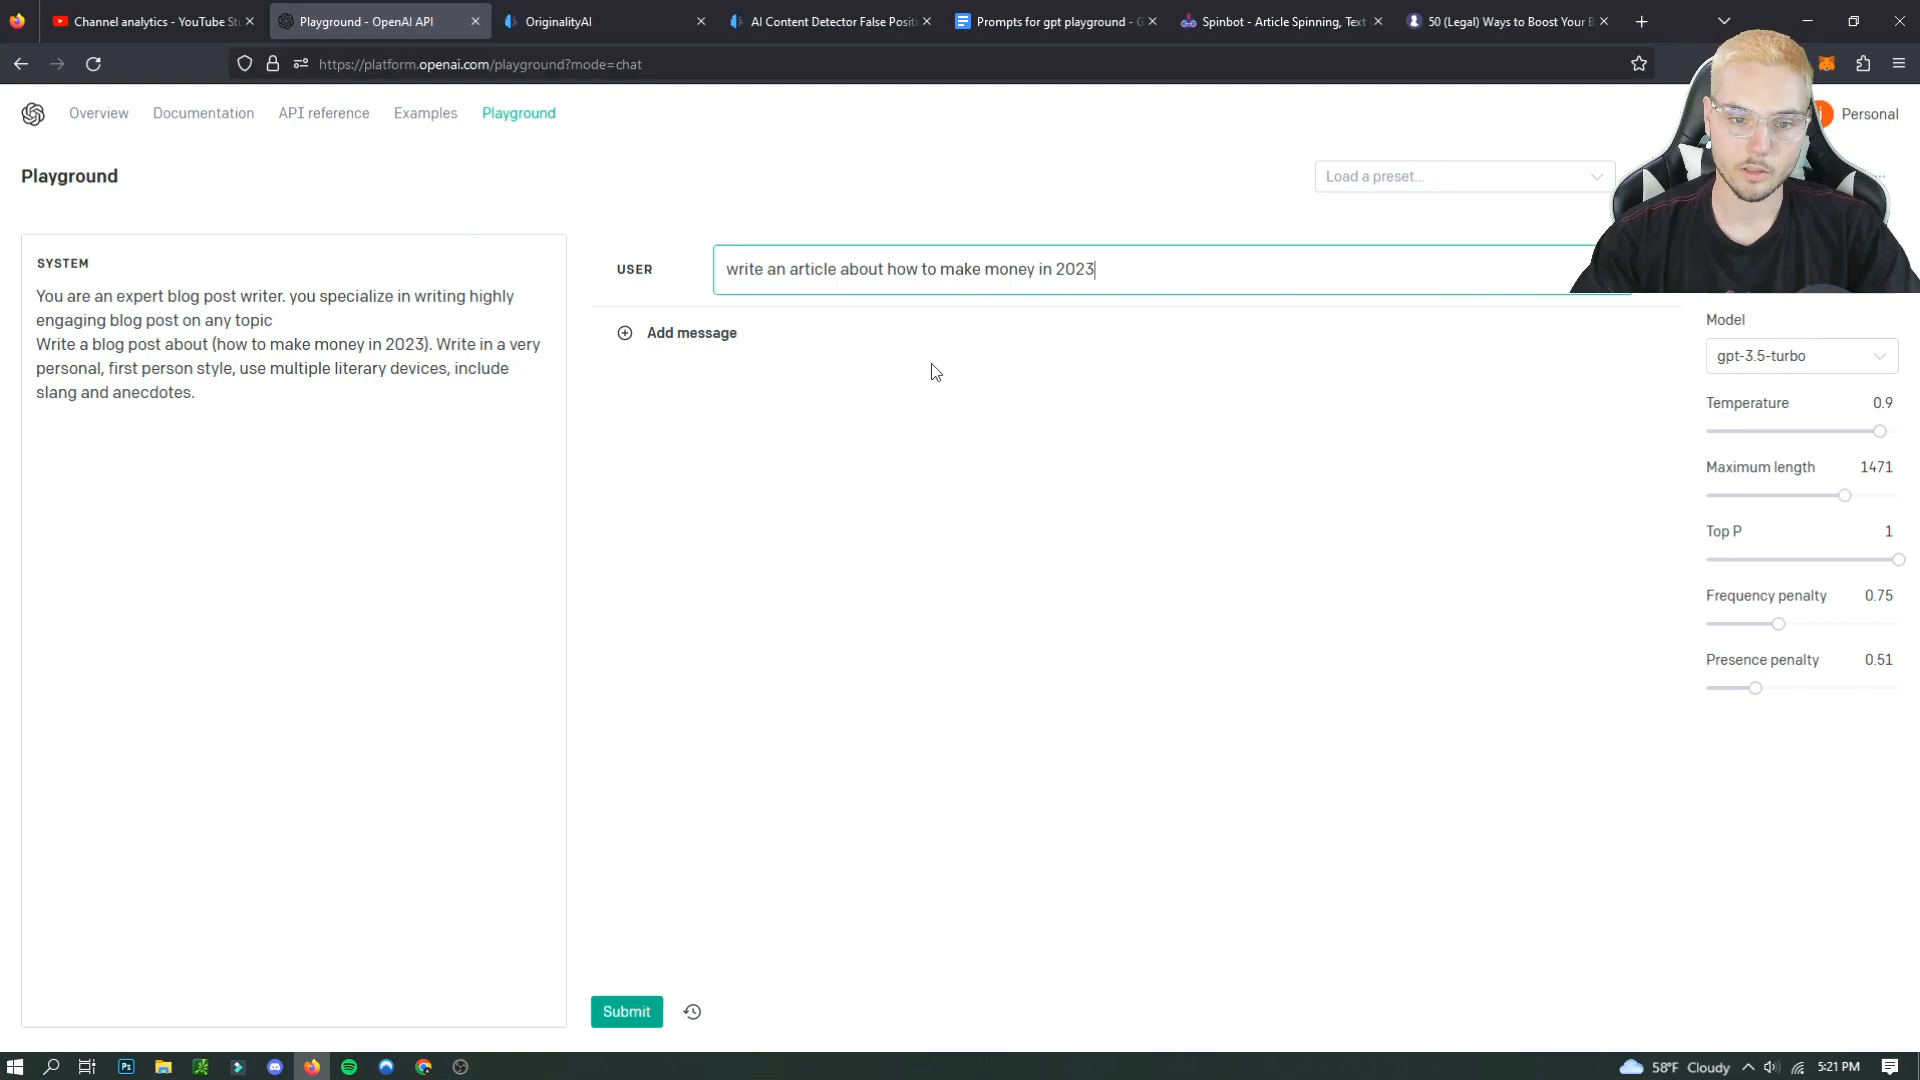 Channel analytics - YouTube St
Playground - OpenAI API
OriginalityAI
AI Content Detector False Positi
Prompts for gpt playground - G
Spinbot - Article Spinning, Text
50 (Legal) Ways to Boost Your B
https://platform.openai.com/playground?mode=chat
Overview
Documentation
API reference
Examples
Playground
Personal
Playground
Load a preset...
SYSTEM
You are an expert blog post writer. you specialize in writing highly
engaging blog post on any topic
Write a blog post about (how to make money in 2023). Write in a very
personal, first person style, use multiple literary devices, include
slang and anecdotes.
USER
write an article about how to make money in 2023
Add message
Model
gpt-3.5-turbo
Temperature 0.9
Maximum length 1471
Top P 1
Frequency penalty 0.75
Presence penalty 0.51
Submit
Ps
58°F Cloudy
5:21 PM